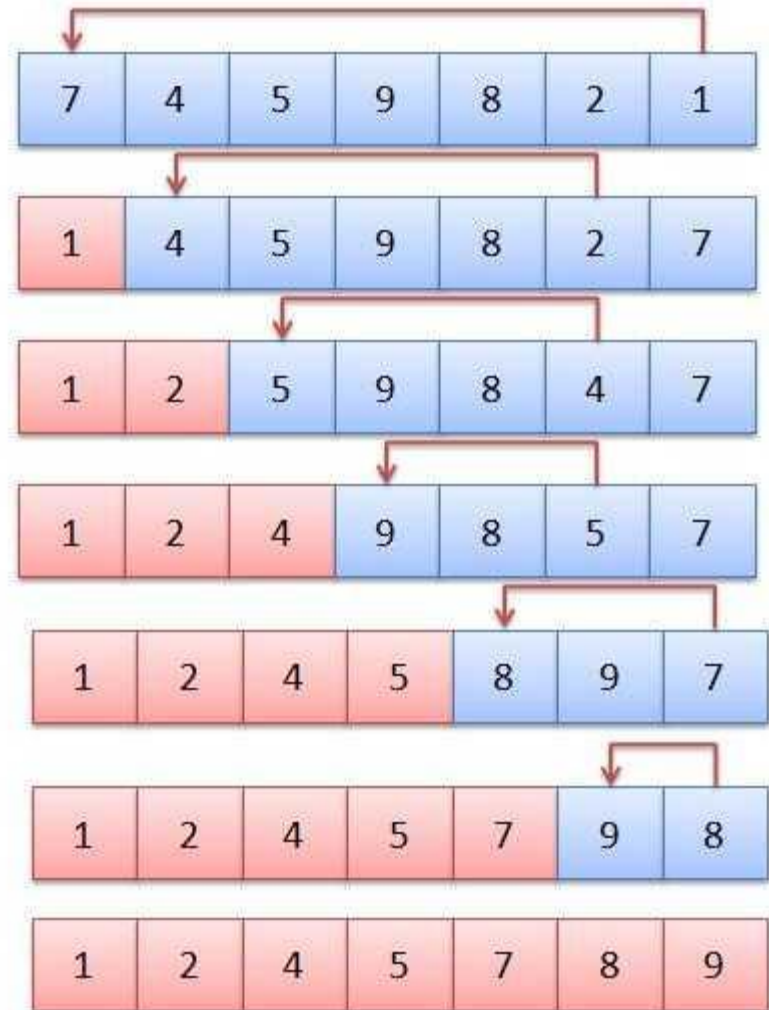 7 4 5 9 8 2 1
1 4 5 9 8 2 7
1 2 5 9 8 4 7
1 2 4 9 8 5 7
1 2 4 5 8 9 7
1 2 4 5 7 9 8
1 2 4 5 7 8 9